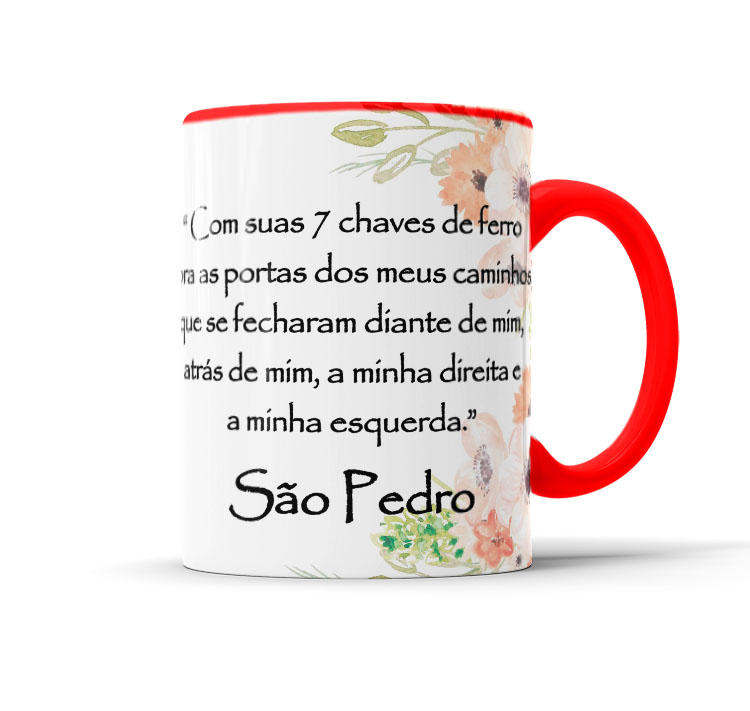 “Com suas 7 chaves de ferro
as portas dos meus caminhos
que se fecharam diante de mim,
atrás de mim, a minha direita e
a minha esquerda.”
São Pedro